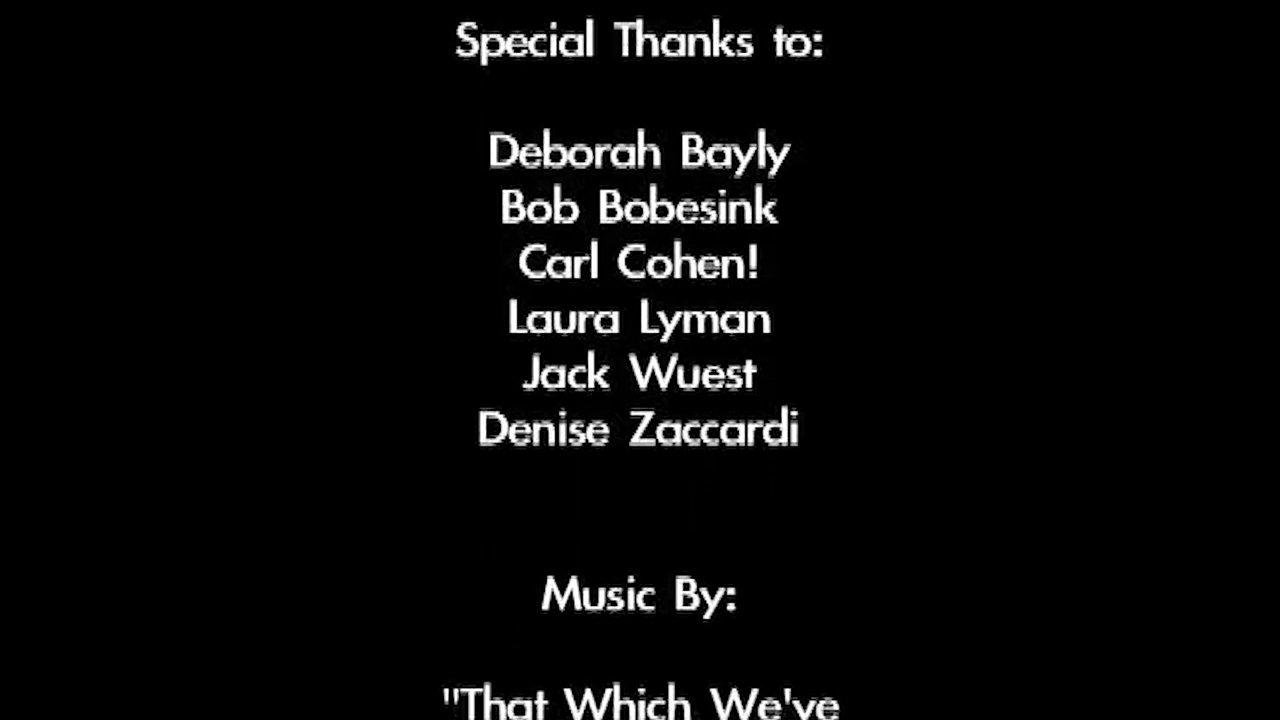 Special Thanks to:
Deborah Bayly
Bob Bobesink
Carl Cohen!
Laura Lyman
Jack Wuest
Denise Zaccardi
Music By:
"That Which We've